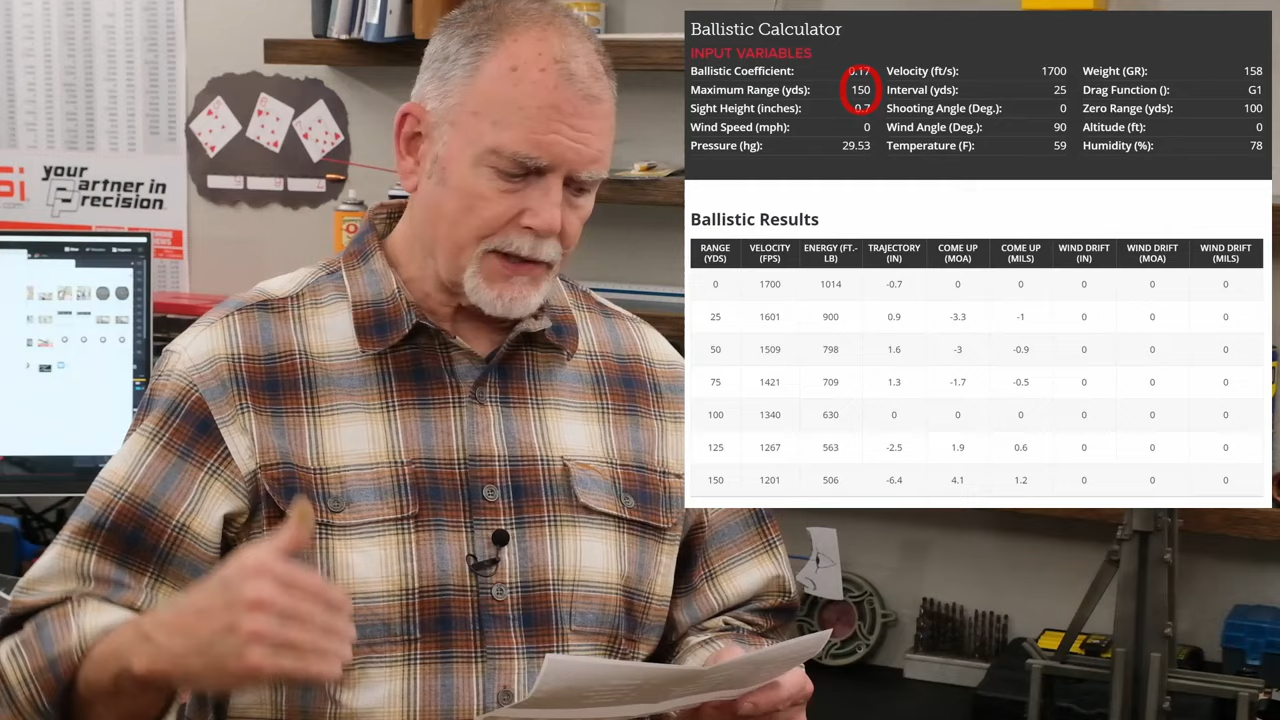 Ballistic Calculator
INPUT VARIABLES
Ballistic Coefficient: 0.17 Velocity (ft/s): 1700 Weight (GR): 158
Maximum Range (yds): 150 Interval (yds): 25 Drag Function (): G1
Sight Height (inches): 0.7 Shooting Angle (Deg.): 0 Zero Range (yds): 100
Wind Speed (mph): 0 Wind Angle (Deg.): 90 Altitude (ft): 0
Pressure (hg): 29.53 Temperature (F): 59 Humidity (%): 78
Ballistic Results
RANGE (YDS) VELOCITY (FPS) ENERGY (FT.-LB) TRAJECTORY (IN) COME UP (MOA) COME UP (MILS) WIND DRIFT (IN) WIND DRIFT (MOA) WIND DRIFT (MILS)
0 1700 1014 -0.7 0 0 0 0 0
25 1601 900 0.9 -3.3 -1 0 0 0
50 1509 798 1.6 -3 -0.9 0 0 0
75 1421 709 1.3 -1.7 -0.5 0 0 0
100 1340 630 0 0 0 0 0 0
125 1267 563 -2.5 1.9 0.6 0 0 0
150 1201 506 -6.4 4.1 1.2 0 0 0
your
partner in
Precision